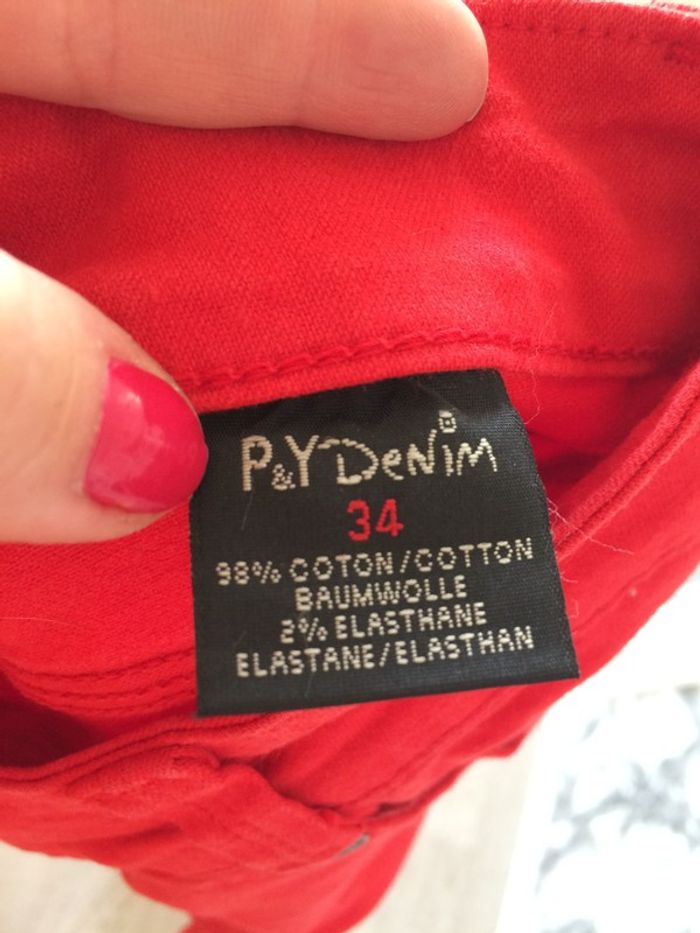 P&Y DENIM
34
98% COTON/COTTON
BAUMWOLLE
2% ELASTHANE
ELASTANE/ELASTHAN